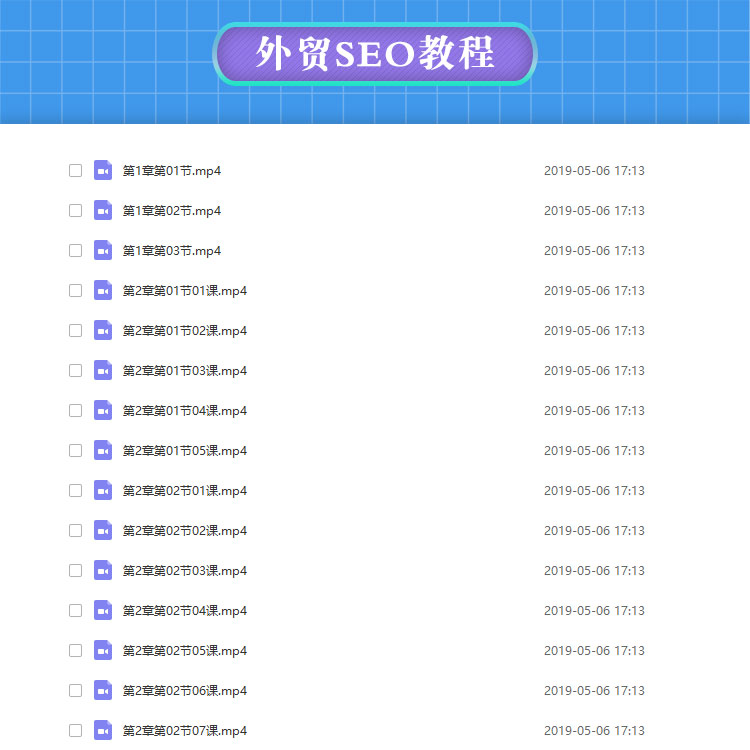 外贸SEO教程
第1章第01节.mp4 2019-05-06 17:13
第1章第02节.mp4 2019-05-06 17:13
第1章第03节.mp4 2019-05-06 17:13
第2章第01节01课.mp4 2019-05-06 17:13
第2章第01节02课.mp4 2019-05-06 17:13
第2章第01节03课.mp4 2019-05-06 17:13
第2章第01节04课.mp4 2019-05-06 17:13
第2章第01节05课.mp4 2019-05-06 17:13
第2章第02节01课.mp4 2019-05-06 17:13
第2章第02节02课.mp4 2019-05-06 17:13
第2章第02节03课.mp4 2019-05-06 17:13
第2章第02节04课.mp4 2019-05-06 17:13
第2章第02节05课.mp4 2019-05-06 17:13
第2章第02节06课.mp4 2019-05-06 17:13
第2章第02节07课.mp4 2019-05-06 17:13